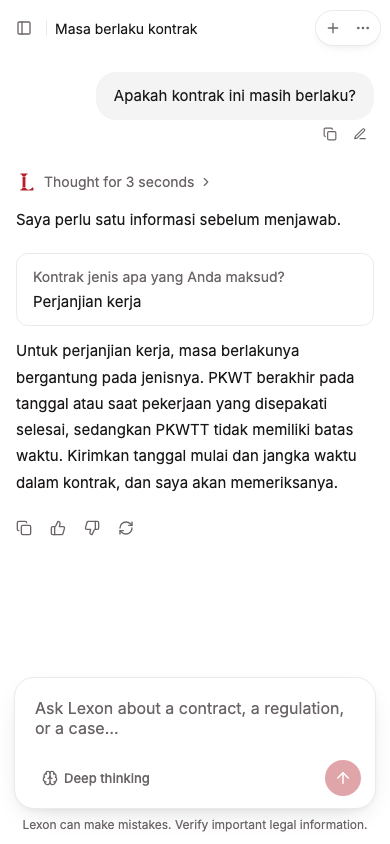 Masa berlaku kontrak
Apakah kontrak ini masih berlaku?
Thought for 3 seconds
Saya perlu satu informasi sebelum menjawab.
Kontrak jenis apa yang Anda maksud?
Perjanjian kerja
Untuk perjanjian kerja, masa berlakunya
bergantung pada jenisnya. PKWT berakhir pada
tanggal atau saat pekerjaan yang disepakati
selesai, sedangkan PKWTT tidak memiliki batas
waktu. Kirimkan tanggal mulai dan jangka waktu
dalam kontrak, dan saya akan memeriksanya.
Ask Lexon about a contract, a regulation,
or a case...
Deep thinking
Lexon can make mistakes. Verify important legal information.